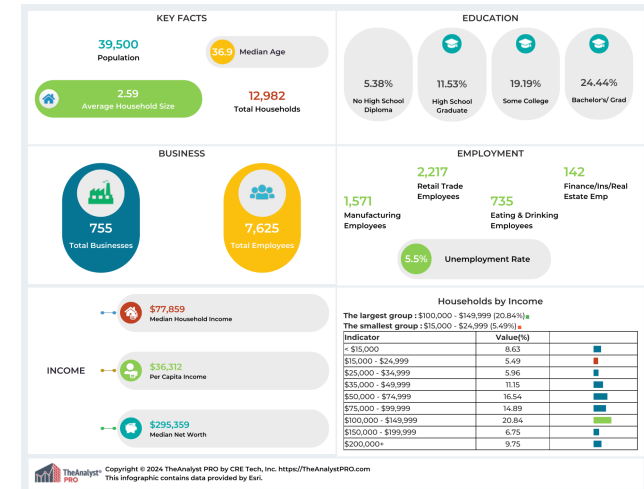 KEY FACTS
39,500
Population
36.9
Median Age
2.59
Average Household Size
12,982
Total Households
EDUCATION
5.38%
No High School
Diploma
11.53%
High School
Graduate
19.19%
Some College
24.44%
Bachelor's/ Grad
BUSINESS
755
Total Businesses
7,625
Total Employees
EMPLOYMENT
1,571
Manufacturing
Employees
2,217
Retail Trade
Employees
735
Eating & Drinking
Employees
142
Finance/Ins/Real
Estate Emp
5.5%
Unemployment Rate
INCOME
$77,859
Median Household Income
$36,312
Per Capita Income
$295,359
Median Net Worth
Households by Income
The largest group : $100,000 - $149,999 (20.84%)
The smallest group : $15,000 - $24,999 (5.49%)
Indicator Value(%)
< $15,000 8.63
$15,000 - $24,999 5.49
$25,000 - $34,999 5.96
$35,000 - $49,999 11.15
$50,000 - $74,999 16.54
$75,000 - $99,999 14.89
$100,000 - $149,999 20.84
$150,000 - $199,999 6.75
$200,000+ 9.75
TheAnalyst®
PRO
Copyright © 2024 TheAnalyst PRO by CRE Tech, Inc. https://TheAnalystPRO.com
This infographic contains data provided by Esri.